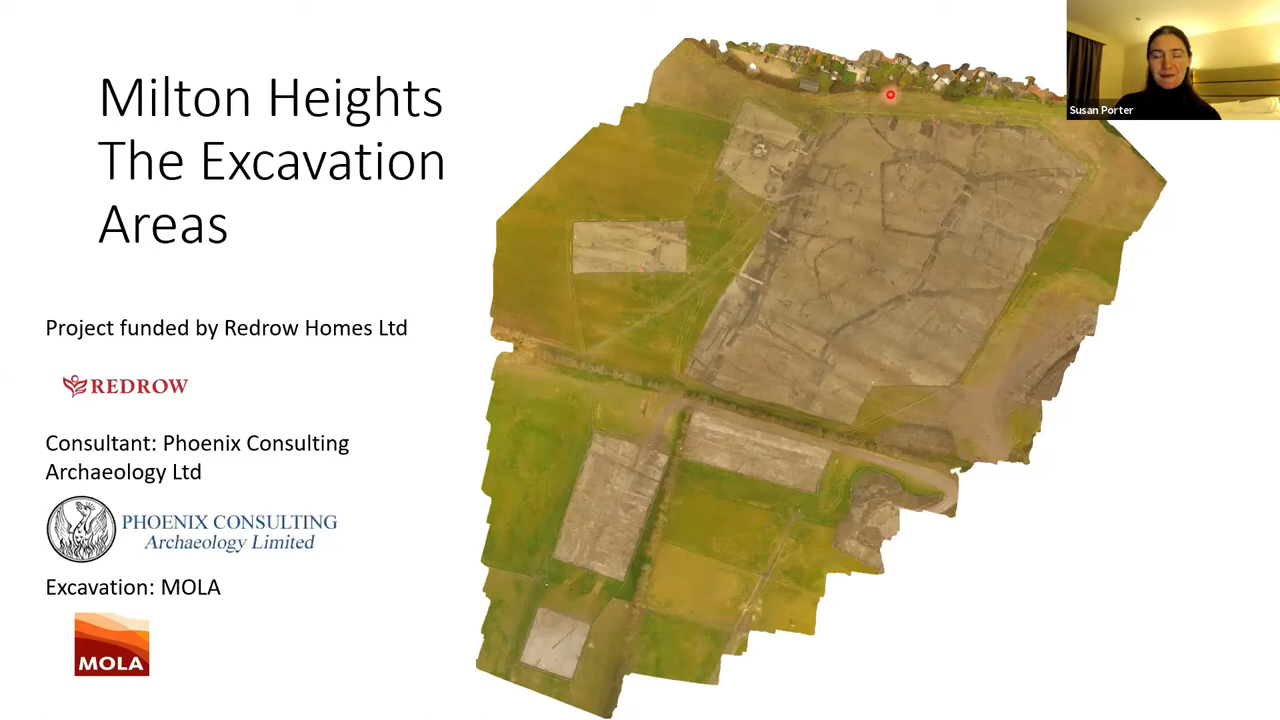 Milton Heights
The Excavation
Areas
Project funded by Redrow Homes Ltd
REDROW
Consultant: Phoenix Consulting
Archaeology Ltd
PHOENIX CONSULTING
Archaeology Limited
Excavation: MOLA
MOLA
Susan Porter